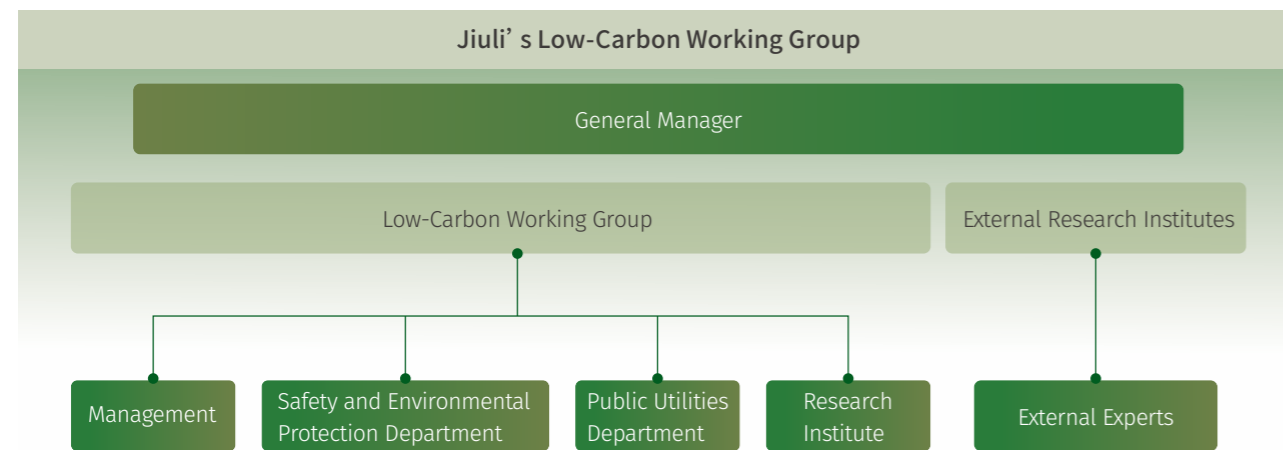 Jiuli’ s Low-Carbon Working Group
General Manager
Low-Carbon Working Group
External Research Institutes
Management
Safety and Environmental
Protection Department
Public Utilities
Department
Research
Institute
External Experts